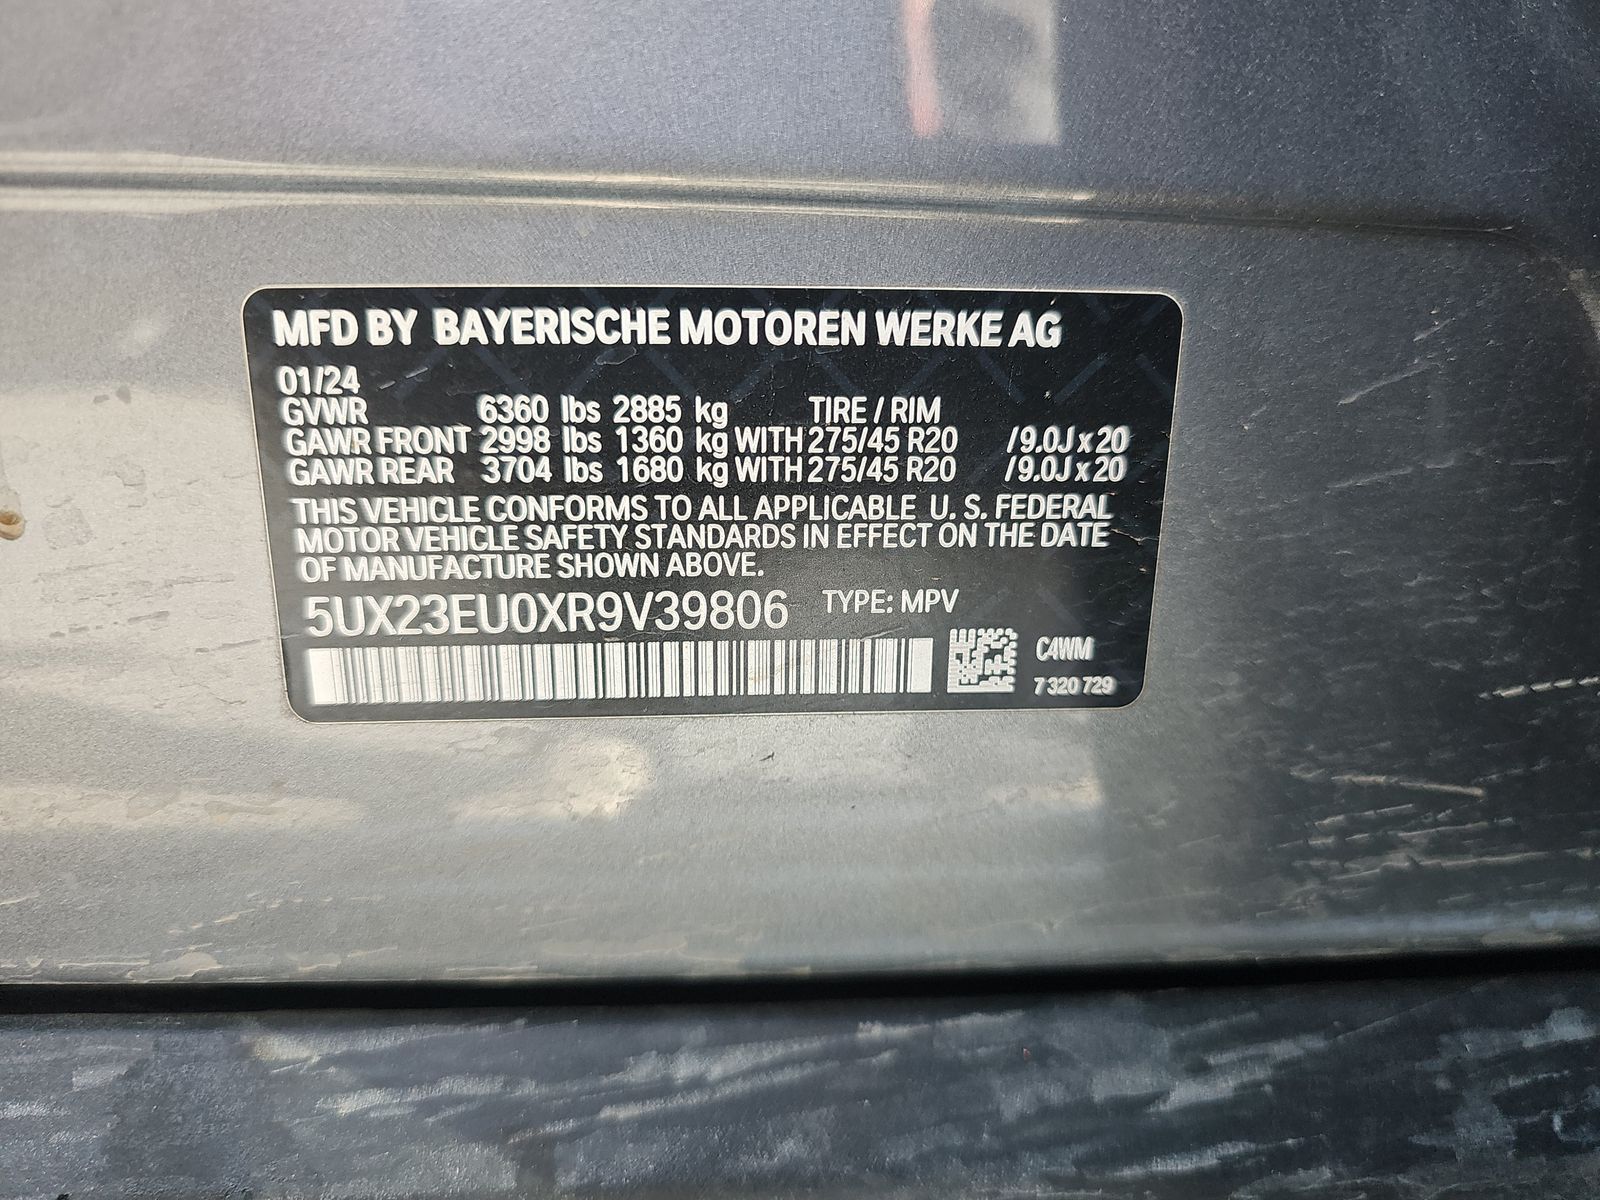 MFD BY BAYERISCHE MOTOREN WERKE AG
01/24
GVWR 6360 lbs 2885 kg TIRE / RIM
GAWR FRONT 2998 lbs 1360 kg WITH 275/45 R20 / 9.0J x 20
GAWR REAR 3704 lbs 1680 kg WITH 275/45 R20 / 9.0J x 20
THIS VEHICLE CONFORMS TO ALL APPLICABLE U. S. FEDERAL
MOTOR VEHICLE SAFETY STANDARDS IN EFFECT ON THE DATE
OF MANUFACTURE SHOWN ABOVE.
5UX23EU0XR9V39806 TYPE: MPV
C4WM
7 320 729